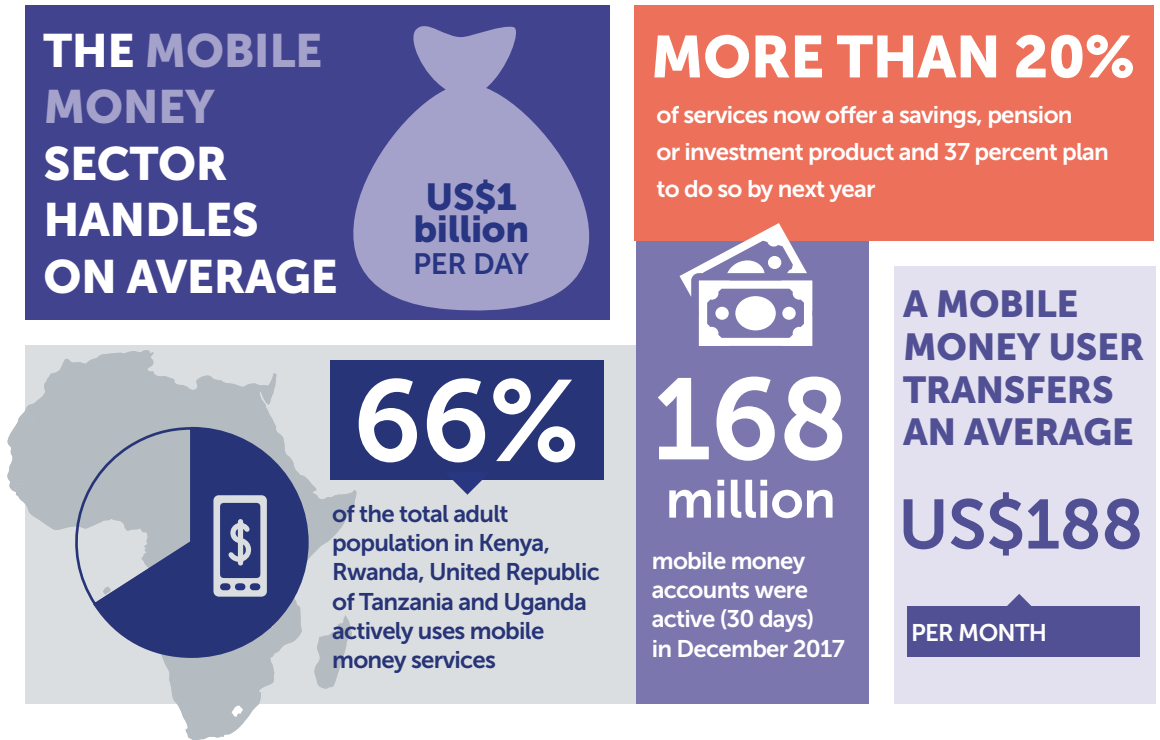 THE MOBILE
MONEY
SECTOR
HANDLES
ON AVERAGE
US$1
billion
PER DAY
MORE THAN 20%
of services now offer a savings, pension
or investment product and 37 percent plan
to do so by next year
66%
$
of the total adult
population in Kenya,
Rwanda, United Republic
of Tanzania and Uganda
actively uses mobile
money services
168
million
mobile money
accounts were
active (30 days)
in December 2017
A MOBILE
MONEY USER
TRANSFERS
AN AVERAGE
US$188
PER MONTH